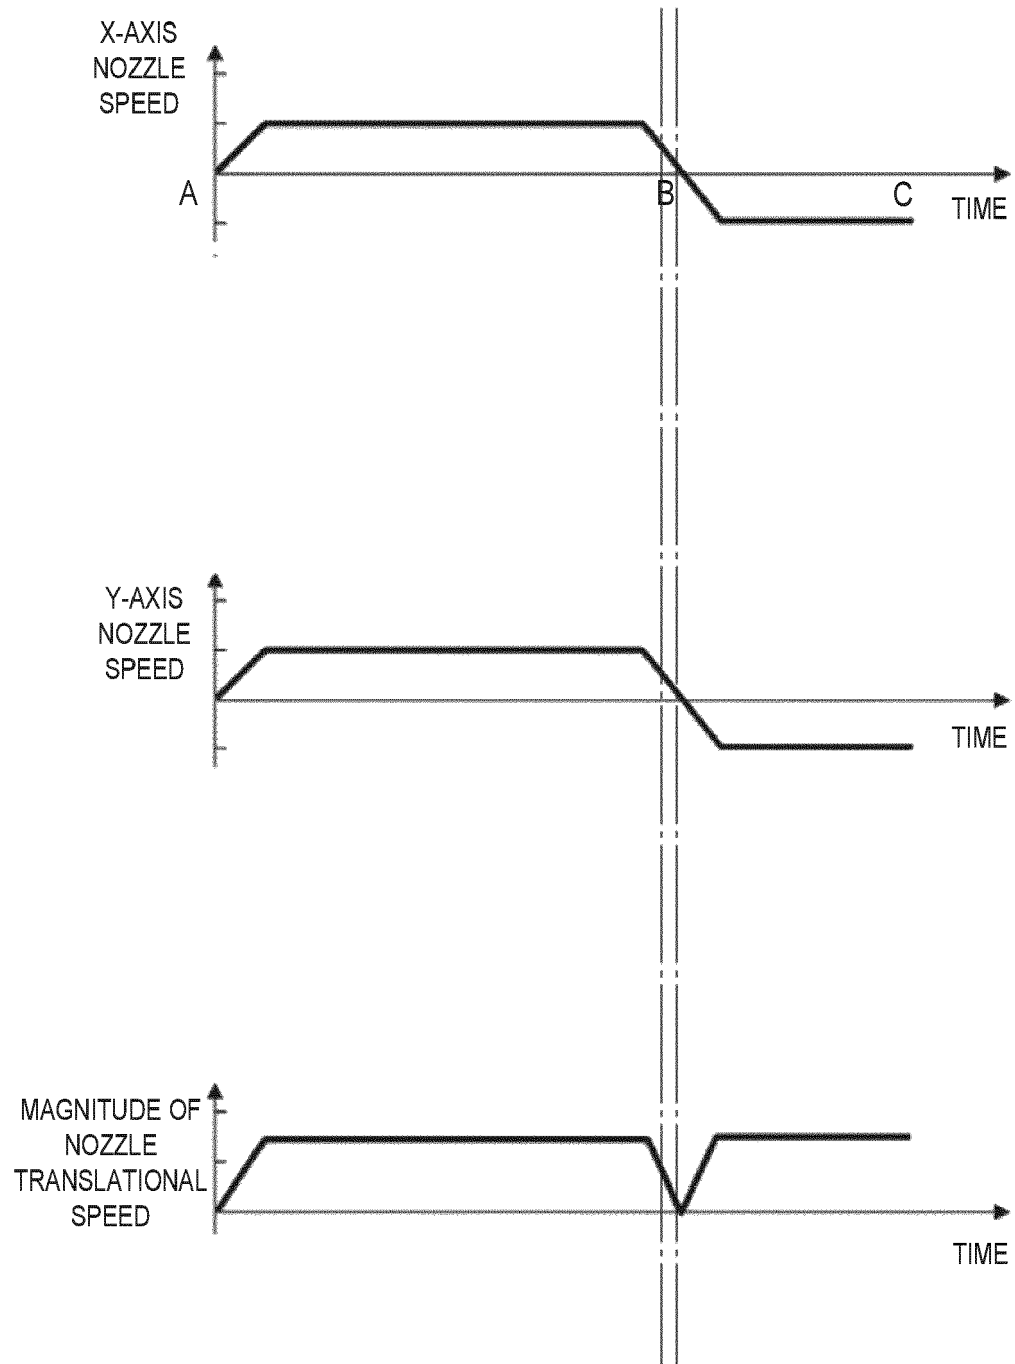 X-AXIS
NOZZLE
SPEED
A
B
C
TIME
Y-AXIS
NOZZLE
SPEED
TIME
MAGNITUDE OF
NOZZLE
TRANSLATIONAL
SPEED
TIME